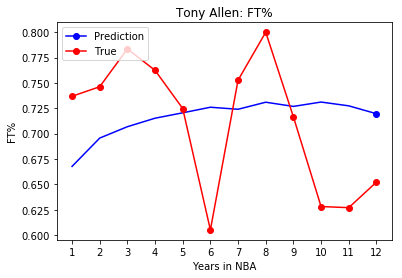 Tony Allen: FT%
Prediction
True
FT%
0.800
0.775
0.750
0.725
0.700
0.675
0.650
0.625
0.600
1 2 3 4 5 6 7 8 9 10 11 12
Years in NBA